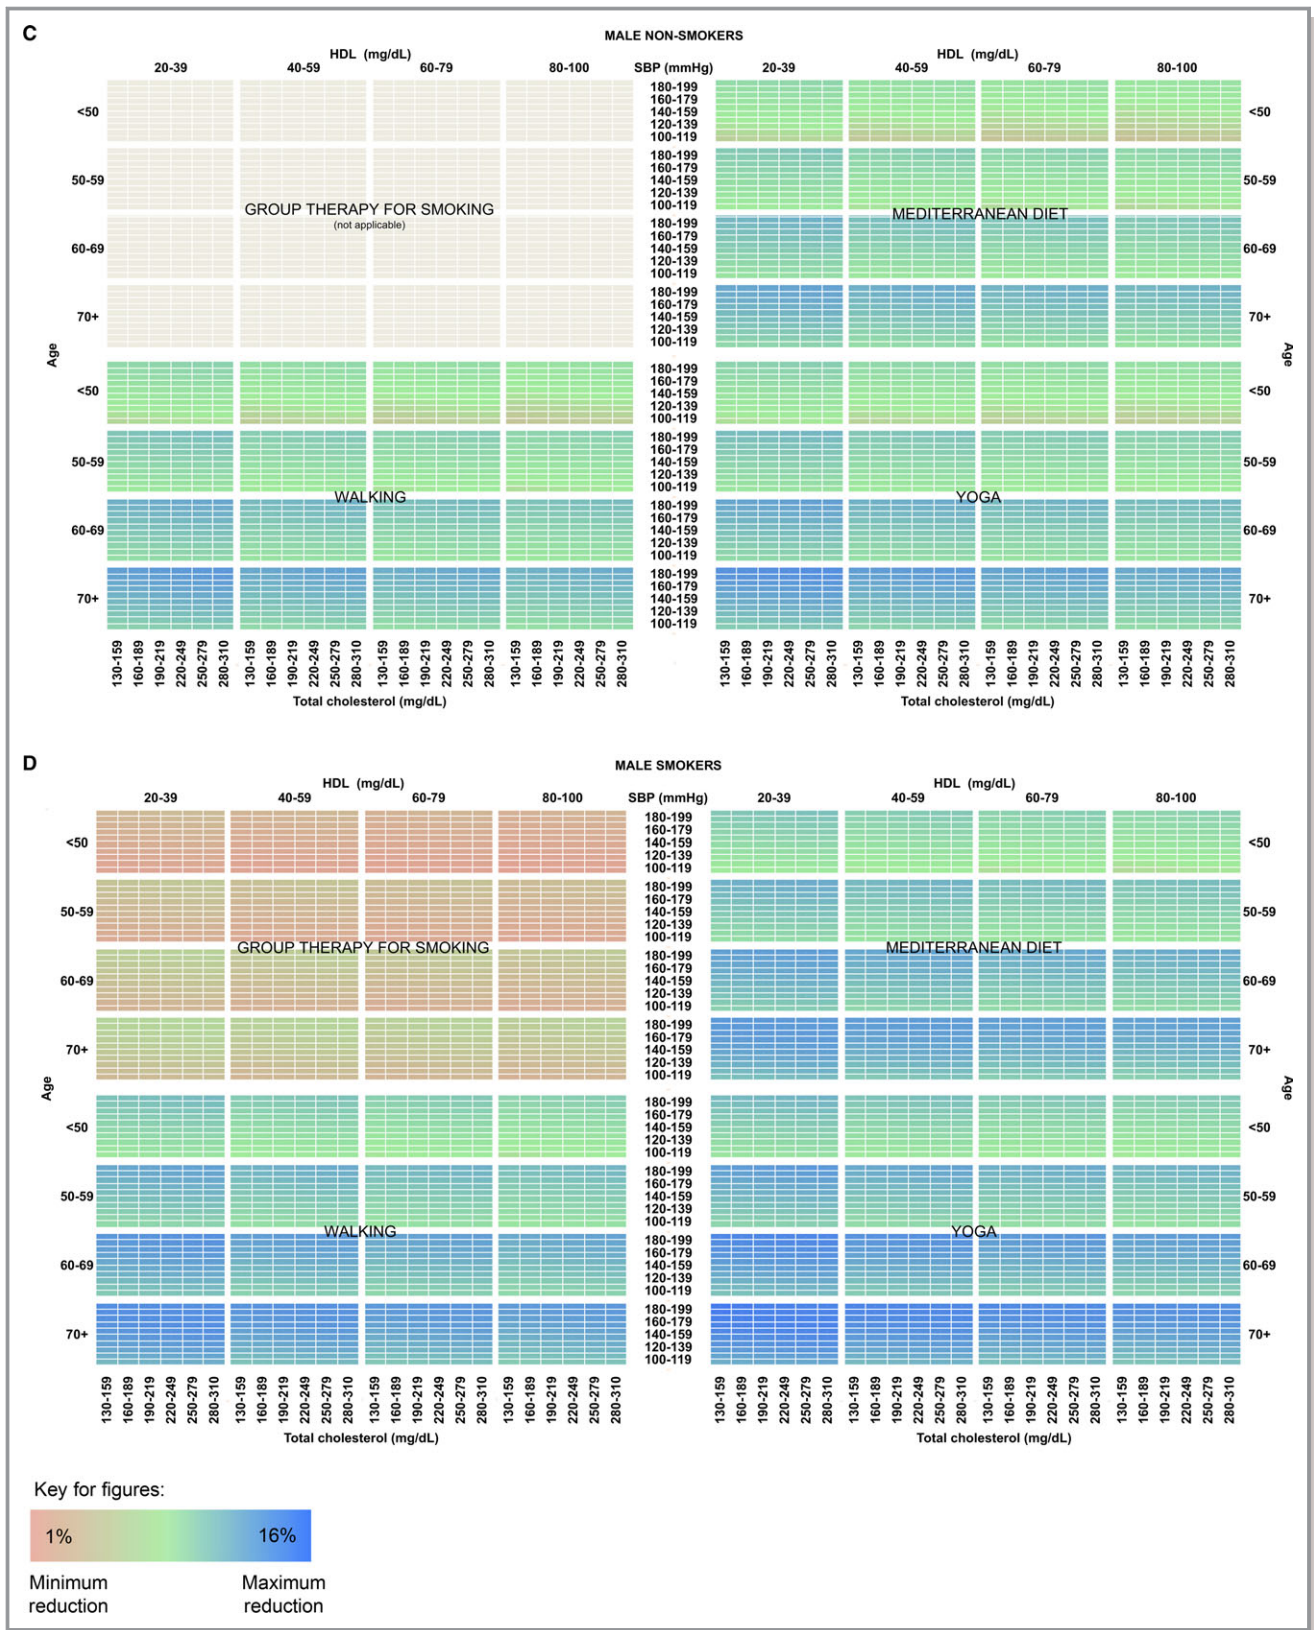 C
MALE NON-SMOKERS
HDL (mg/dL) HDL (mg/dL)
20-39 40-59 60-79 80-100 SBP (mmHg) 20-39 40-59 60-79 80-100
180-199
160-179
<50 140-159 <50
120-139
100-119
180-199
160-179
50-59 140-159 50-59
120-139
100-119
GROUP THERAPY FOR SMOKING MEDITERRANEAN DIET
(not applicable)
180-199
160-179
60-69 140-159 60-69
120-139
100-119
180-199
160-179
70+ 140-159 70+
120-139
100-119
Age Age
180-199
160-179
<50 140-159 <50
120-139
100-119
180-199
160-179
50-59 140-159 50-59
120-139
100-119
WALKING YOGA
180-199
160-179
60-69 140-159 60-69
120-139
100-119
180-199
160-179
70+ 140-159 70+
120-139
100-119
130-159 160-189 190-219 220-249 250-279 280-310 130-159 160-189 190-219 220-249 250-279 280-310 130-159 160-189 190-219 220-249 250-279 280-310 130-159 160-189 190-219 220-249 250-279 280-310 130-159 160-189 190-219 220-249 250-279 280-310 130-159 160-189 190-219 220-249 250-279 280-310 130-159 160-189 190-219 220-249 250-279 280-310 130-159 160-189 190-219 220-249 250-279 280-310
Total cholesterol (mg/dL) Total cholesterol (mg/dL)
D
MALE SMOKERS
HDL (mg/dL) HDL (mg/dL)
20-39 40-59 60-79 80-100 SBP (mmHg) 20-39 40-59 60-79 80-100
180-199
160-179
<50 140-159 <50
120-139
100-119
180-199
160-179
50-59 140-159 50-59
120-139
100-119
GROUP THERAPY FOR SMOKING MEDITERRANEAN DIET
180-199
160-179
60-69 140-159 60-69
120-139
100-119
180-199
160-179
70+ 140-159 70+
120-139
100-119
Age Age
180-199
160-179
<50 140-159 <50
120-139
100-119
180-199
160-179
50-59 140-159 50-59
120-139
100-119
WALKING YOGA
180-199
160-179
60-69 140-159 60-69
120-139
100-119
180-199
160-179
70+ 140-159 70+
120-139
100-119
130-159 160-189 190-219 220-249 250-279 280-310 130-159 160-189 190-219 220-249 250-279 280-310 130-159 160-189 190-219 220-249 250-279 280-310 130-159 160-189 190-219 220-249 250-279 280-310 130-159 160-189 190-219 220-249 250-279 280-310 130-159 160-189 190-219 220-249 250-279 280-310 130-159 160-189 190-219 220-249 250-279 280-310 130-159 160-189 190-219 220-249 250-279 280-310
Total cholesterol (mg/dL) Total cholesterol (mg/dL)
Key for figures:
1% 16%
Minimum Maximum
reduction reduction